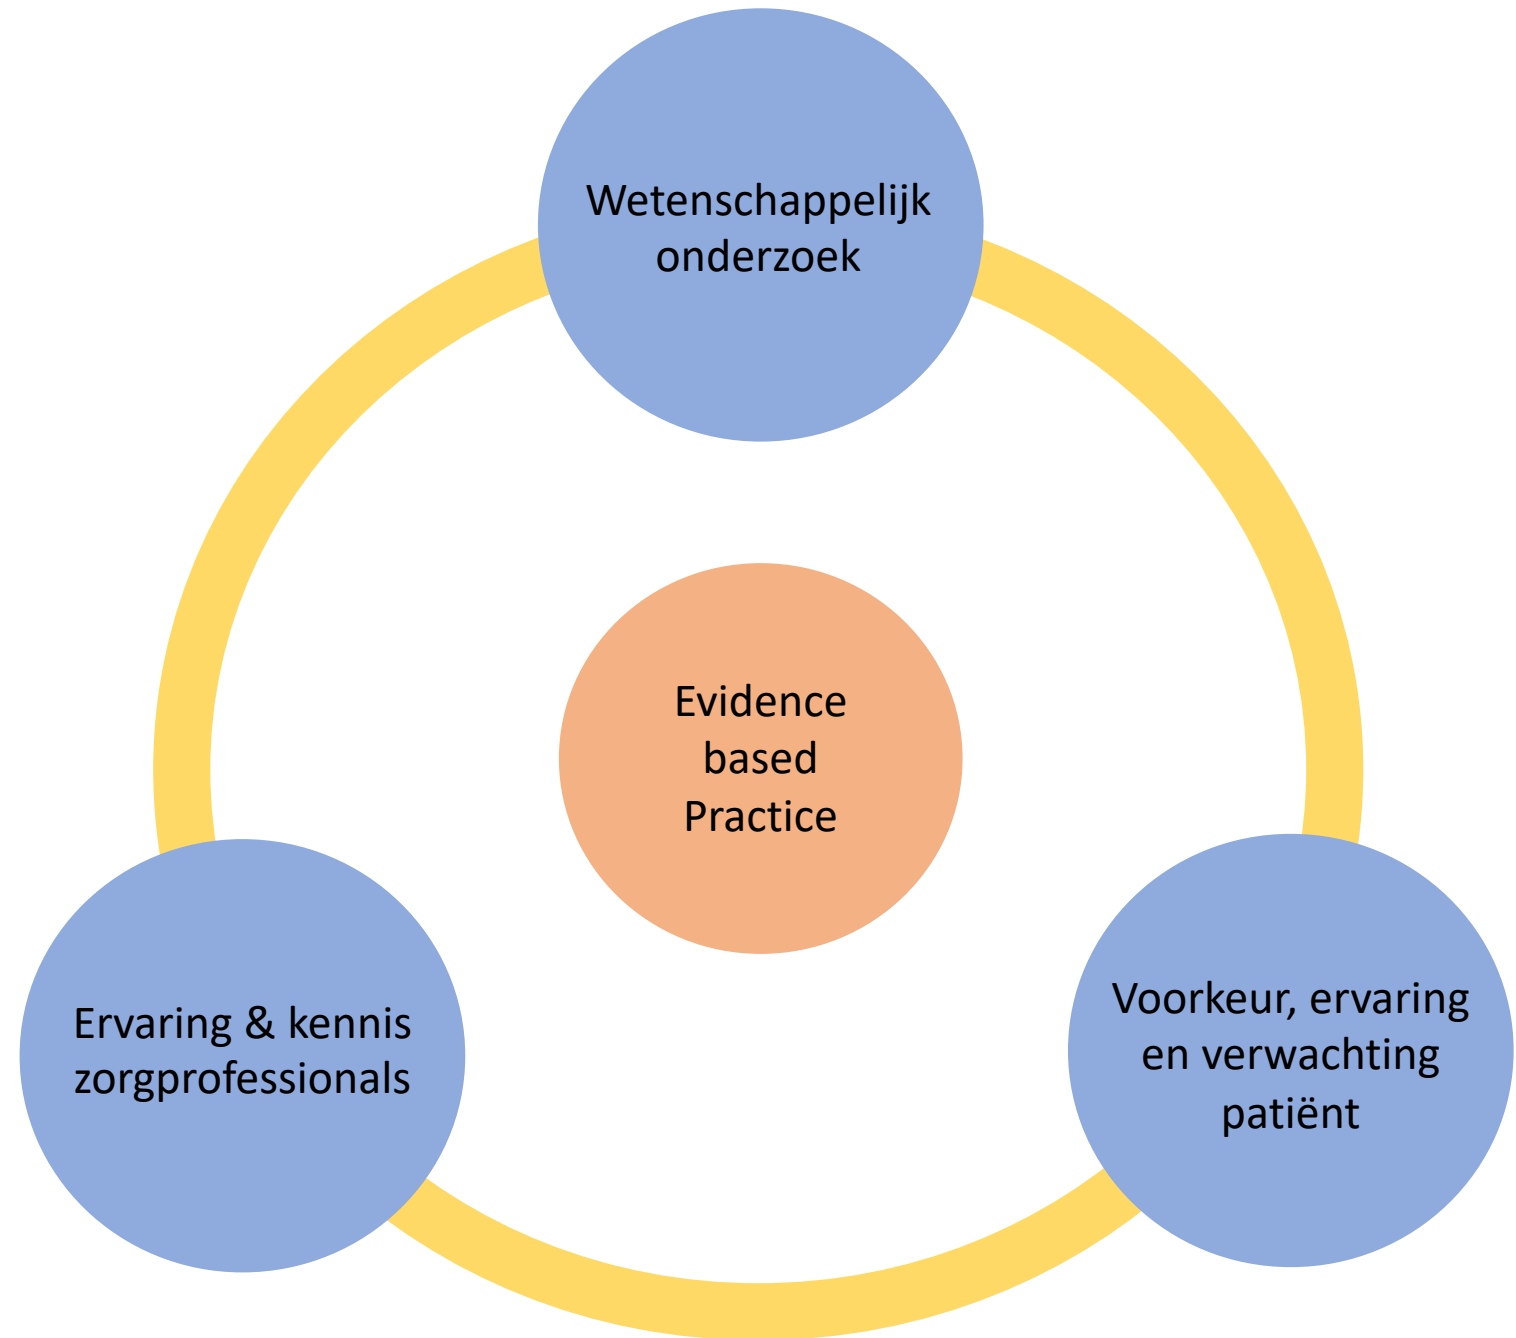 Wetenschappelijk
onderzoek
Evidence
based
Practice
Ervaring & kennis
zorgprofessionals
Voorkeur, ervaring
en verwachting
patiënt